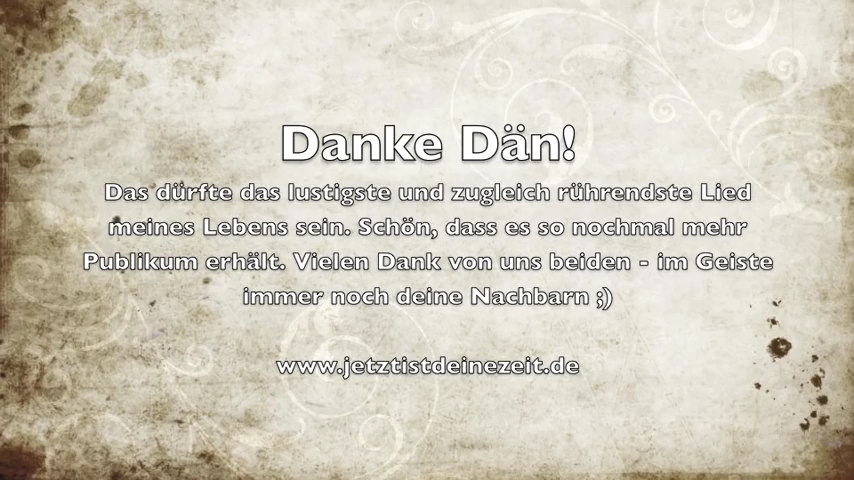 Danke Dän!
Das dürfte das lustigste und zugleich rührendste Lied
meines Lebens sein. Schön, dass es so nochmal mehr
Publikum erhält. Vielen Dank von uns beiden - im Geiste
immer noch deine Nachbarn ;)
www.jetztistdeinezeit.de